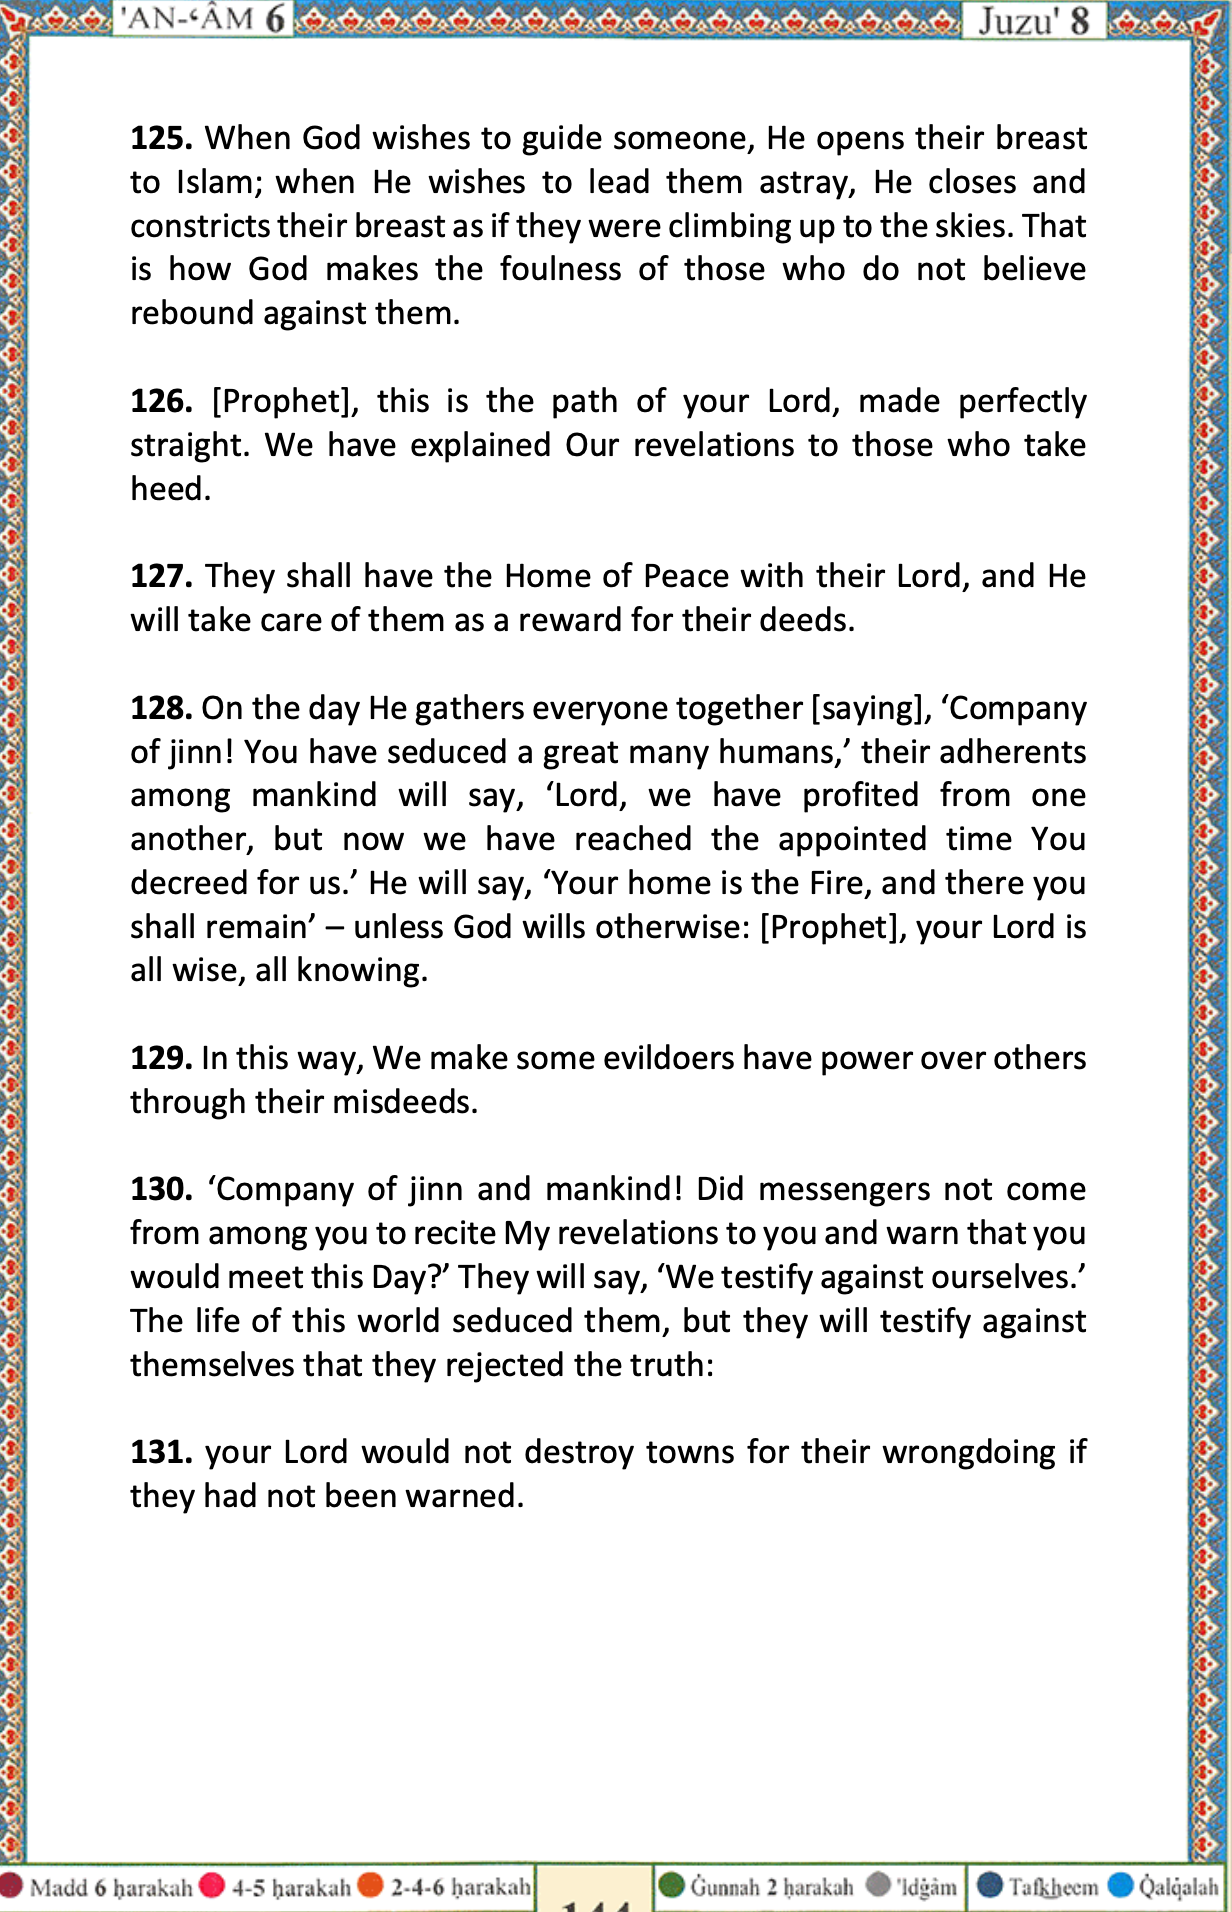 'AN-‘ÂM 6
Juzu' 8
125. When God wishes to guide someone, He opens their breast
to Islam; when He wishes to lead them astray, He closes and
constricts their breast as if they were climbing up to the skies. That
is how God makes the foulness of those who do not believe
rebound against them.
126. [Prophet], this is the path of your Lord, made perfectly
straight. We have explained Our revelations to those who take
heed.
127. They shall have the Home of Peace with their Lord, and He
will take care of them as a reward for their deeds.
128. On the day He gathers everyone together [saying], ‘Company
of jinn! You have seduced a great many humans,’ their adherents
among mankind will say, ‘Lord, we have profited from one
another, but now we have reached the appointed time You
decreed for us.’ He will say, ‘Your home is the Fire, and there you
shall remain’ – unless God wills otherwise: [Prophet], your Lord is
all wise, all knowing.
129. In this way, We make some evildoers have power over others
through their misdeeds.
130. ‘Company of jinn and mankind! Did messengers not come
from among you to recite My revelations to you and warn that you
would meet this Day?’ They will say, ‘We testify against ourselves.’
The life of this world seduced them, but they will testify against
themselves that they rejected the truth:
131. your Lord would not destroy towns for their wrongdoing if
they had not been warned.
Madd 6 ḥarakah 4-5 ḥarakah 2-4-6 ḥarakah 144 Ġunnah 2 ḥarakah 'Idġâm Tafkheem Q̇alq̇alah